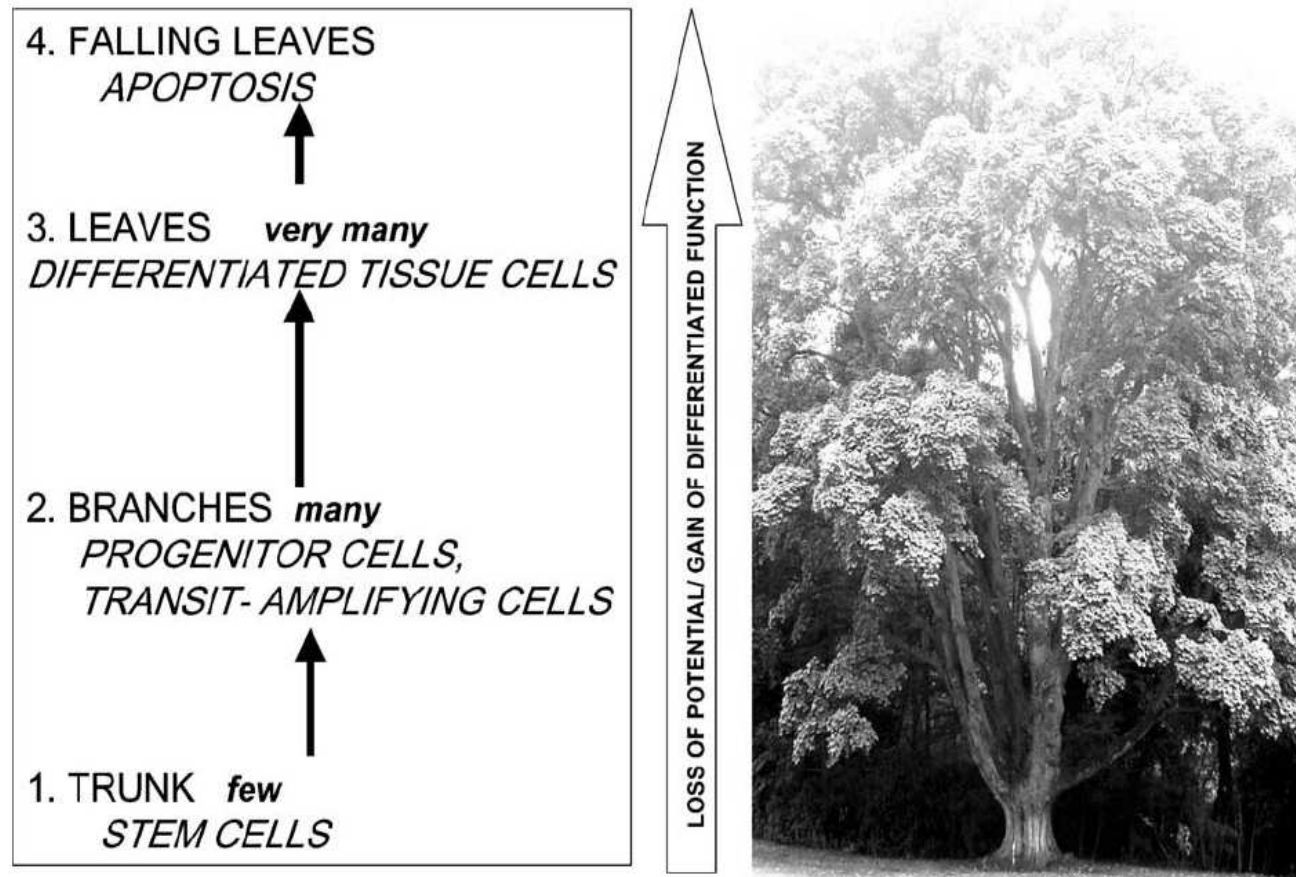 4. FALLING LEAVES
APOPTOSIS
3. LEAVES very many
DIFFERENTIATED TISSUE CELLS
2. BRANCHES many
PROGENITOR CELLS,
TRANSIT- AMPLIFYING CELLS
1. TRUNK few
STEM CELLS
LOSS OF POTENTIAL/ GAIN OF DIFFERENTIATED FUNCTION